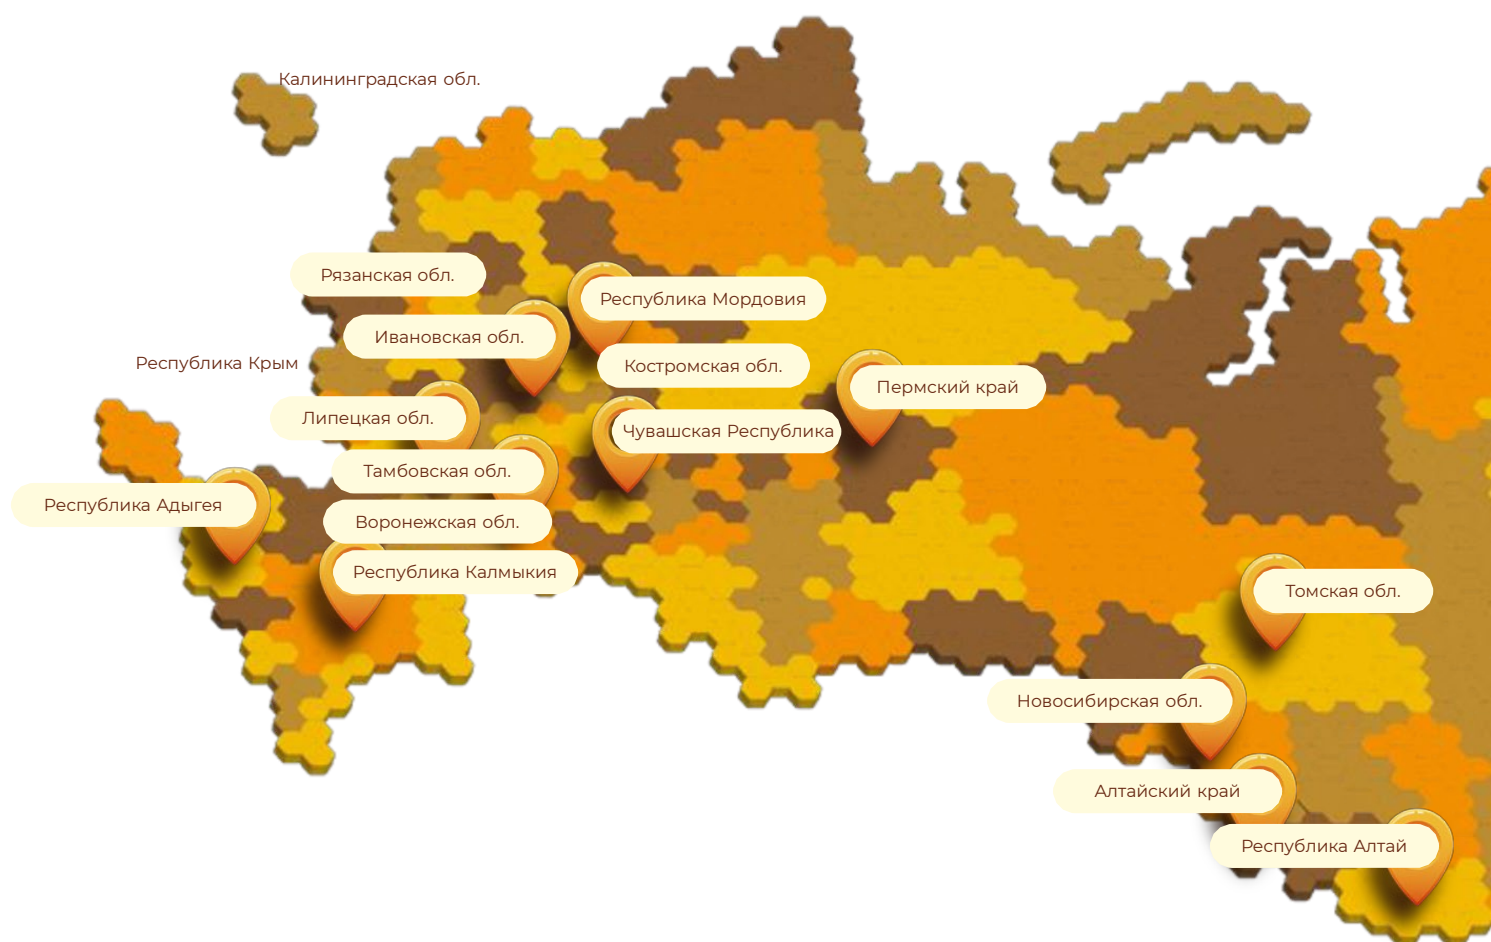 Калининградская обл.
Рязанская обл.
Республика Мордовия
Ивановская обл.
Республика Крым
Костромская обл.
Пермский край
Липецкая обл.
Чувашская Республика
Тамбовская обл.
Республика Адыгея
Воронежская обл.
Республика Калмыкия
Томская обл.
Новосибирская обл.
Алтайский край
Республика Алтай